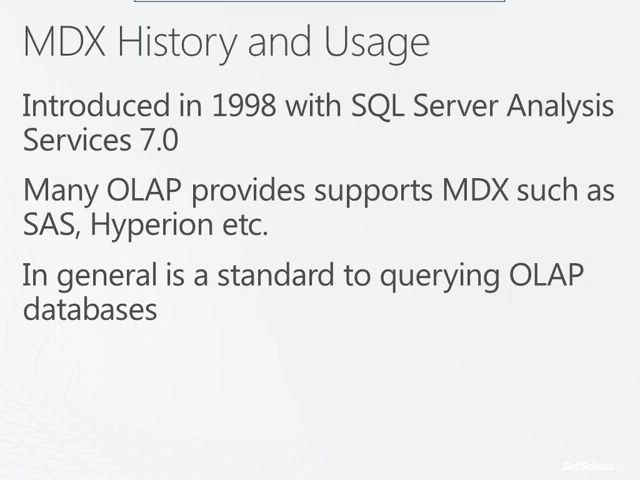 MDX History and Usage
Introduced in 1998 with SQL Server Analysis
Services 7.0
Many OLAP provides supports MDX such as
SAS, Hyperion etc.
In general is a standard to querying OLAP
databases
SqlSchool